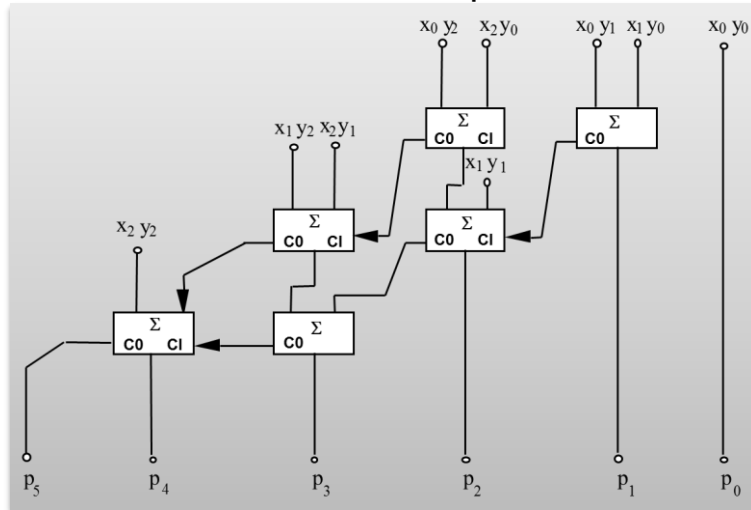 x₀ y₂ x₂ y₀ x₀ y₁ x₁ y₀ x₀ y₀
Σ Σ
C0 CI C0
x₁ y₂ x₂ y₁
x₁ y₁
Σ Σ
C0 CI C0 CI
x₂ y₂
Σ Σ
C0 CI C0
p₅ p₄ p₃ p₂ p₁ p₀